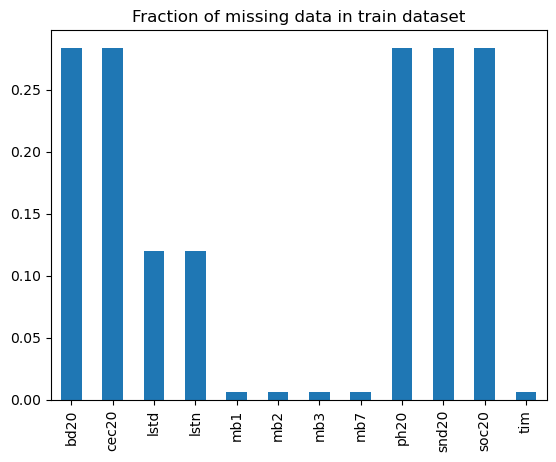 Fraction of missing data in train dataset
0.25
0.20
0.15
0.10
0.05
0.00
bd20
cec20
lstd
lstn
mb1
mb2
mb3
mb7
ph20
snd20
soc20
tim